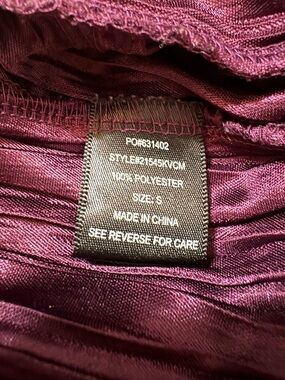 PO#631402
STYLE#21545KVCM
100% POLYESTER
SIZE: S
MADE IN CHINA
SEE REVERSE FOR CARE